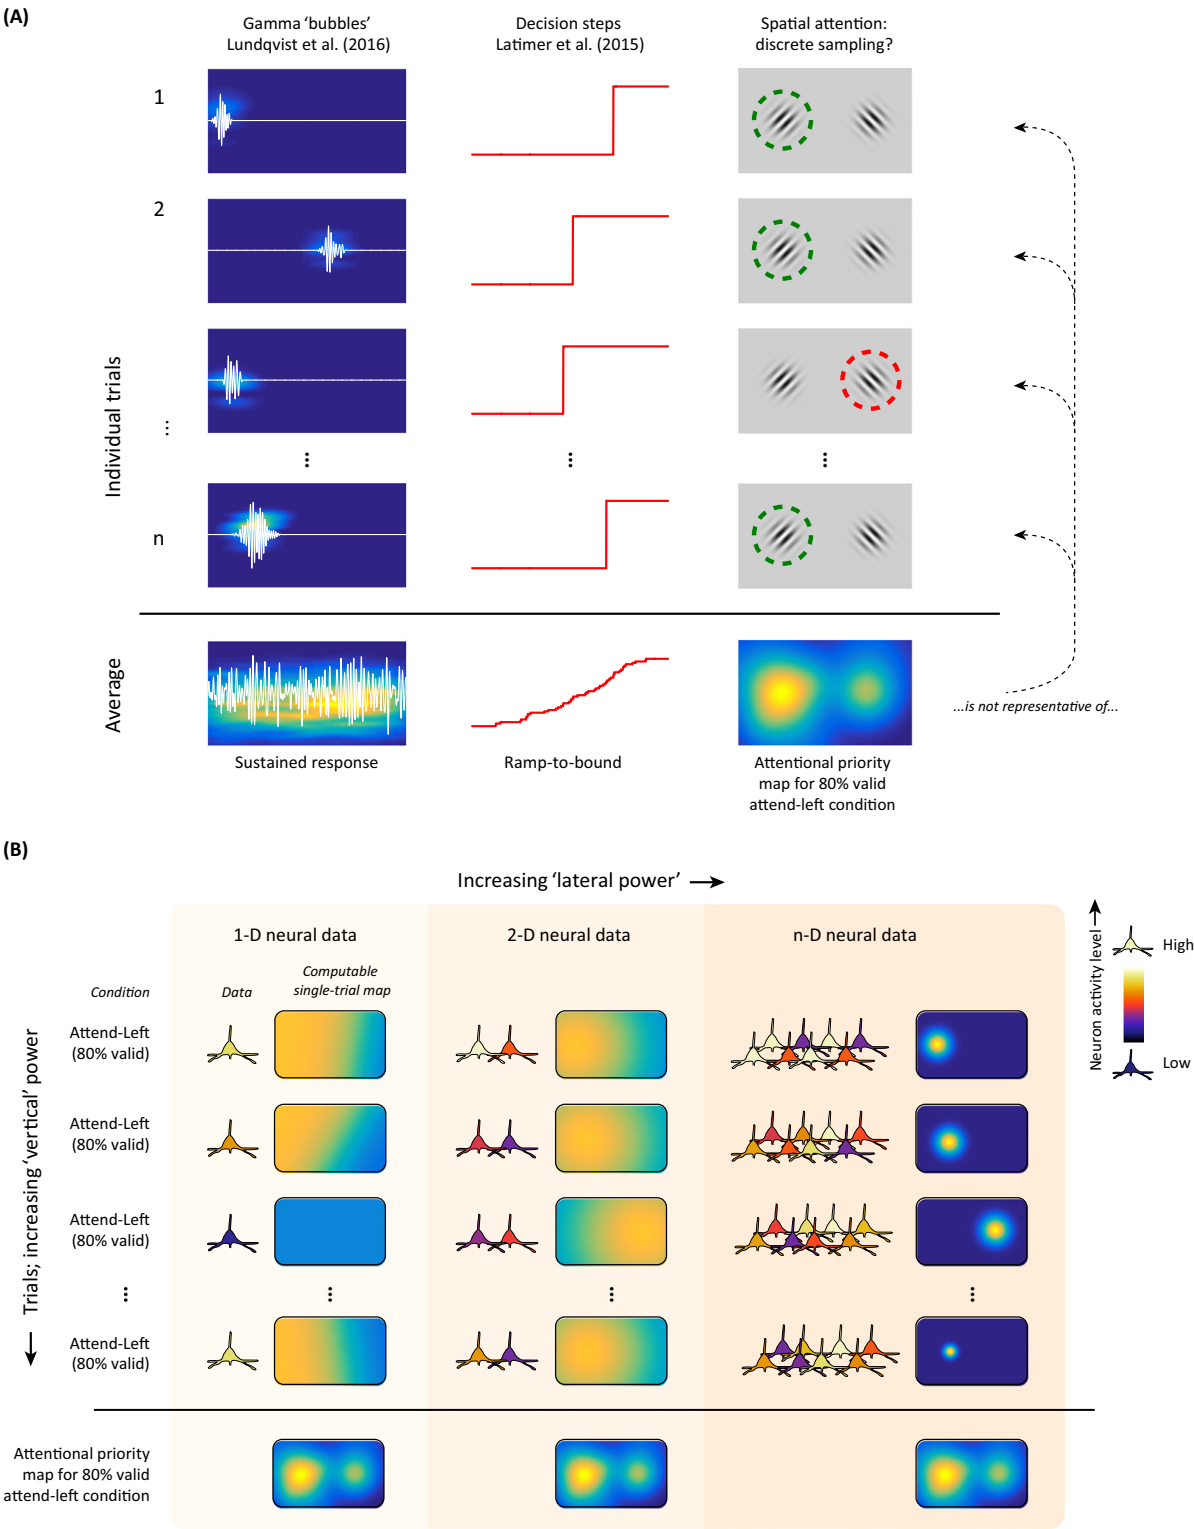 (A)
Gamma ‘bubbles’
Lundqvist et al. (2016)
Decision steps
Latimer et al. (2015)
Spatial attention:
discrete sampling?
1
2
...
n
Individual trials
Average
Sustained response
Ramp-to-bound
Attentional priority
map for 80% valid
attend-left condition
...is not representative of...
(B)
Increasing ‘lateral power’
1-D neural data
2-D neural data
n-D neural data
Condition
Data
Computable
single-trial map
Attend-Left
(80% valid)
Attend-Left
(80% valid)
Attend-Left
(80% valid)
Attend-Left
(80% valid)
Trials; increasing ‘vertical’ power
Neuron activity level
High
Low
Attentional priority
map for 80% valid
attend-left condition